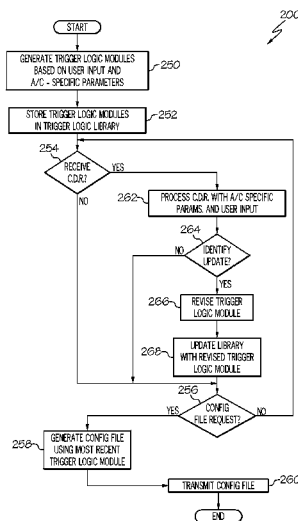 200
START
GENERATE TRIGGER LOGIC MODULES
BASED ON USER INPUT AND
A/C - SPECIFIC PARAMETERS
250
STORE TRIGGER LOGIC MODULES
IN TRIGGER LOGIC LIBRARY
252
254
RECEIVE
C.D.R.?
YES
NO
262
PROCESS C.D.R. WITH A/C SPECIFIC
PARAMS. AND USER INPUT
264
NO
IDENTIFY
UPDATE?
YES
266
REVISE TRIGGER
LOGIC MODULE
268
UPDATE LIBRARY
WITH REVISED TRIGGER
LOGIC MODULE
256
YES
CONFIG
FILE REQUEST?
NO
258
GENERATE CONFIG FILE
USING MOST RECENT
TRIGGER LOGIC MODULE
TRANSMIT CONFIG FILE
260
END